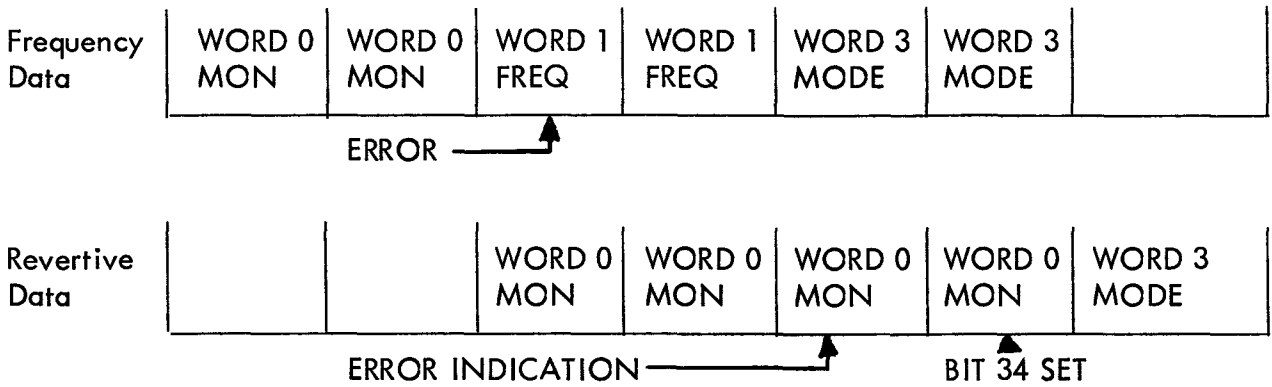 Frequency Data
WORD 0 MON
WORD 0 MON
WORD 1 FREQ
WORD 1 FREQ
WORD 3 MODE
WORD 3 MODE
ERROR
Revertive Data
WORD 0 MON
WORD 0 MON
WORD 0 MON
WORD 0 MON
WORD 3 MODE
ERROR INDICATION
BIT 34 SET